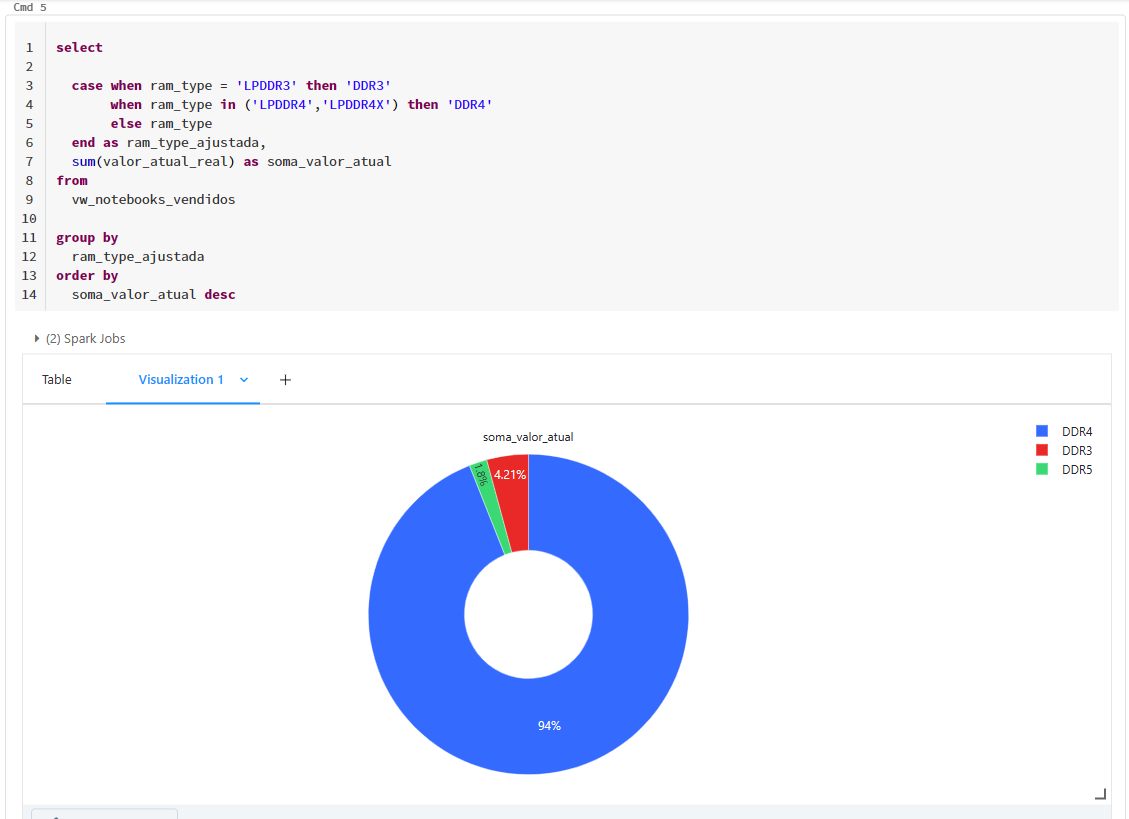 Cmd 5
1 select
2
3 case when ram_type = 'LPDDR3' then 'DDR3'
4 when ram_type in ('LPDDR4','LPDDR4X') then 'DDR4'
5 else ram_type
6 end as ram_type_ajustada,
7 sum(valor_atual_real) as soma_valor_atual
8 from
9 vw_notebooks_vendidos
10
11 group by
12 ram_type_ajustada
13 order by
14 soma_valor_atual desc
(2) Spark Jobs
Table Visualization 1 +
soma_valor_atual
DDR4
DDR3
DDR5
1.8%
4.21%
94%